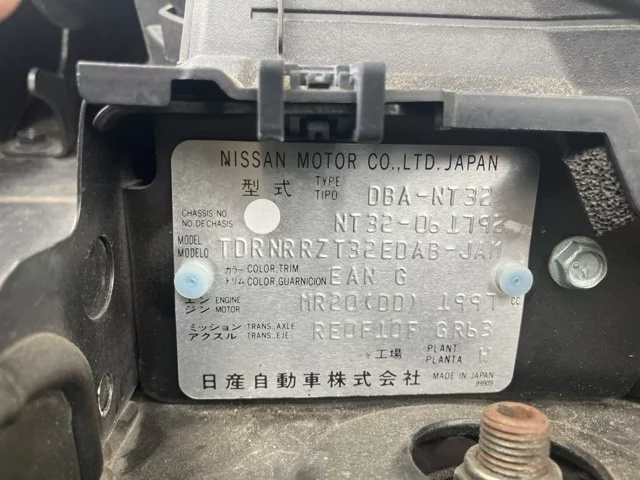 NISSAN MOTOR CO.,LTD.JAPAN
型式 TYPE TIPO DBA-NT32
CHASSIS NO. NO.DE CHASIS NT32-061792
MODEL MODELO TDRNRRZT32EDAB-JAM
カラー トリム COLOR,TRIM COLOR,GUARNICION EAN G
エンジン ENGINE MOTOR MR20(DD) 1997 cc
ミッション アクスル TRANS.AXLE TRANS.EJE. RE0F10F GR63
工場 PLANT PLANTA
日産自動車株式会社 MADE IN JAPAN
89909